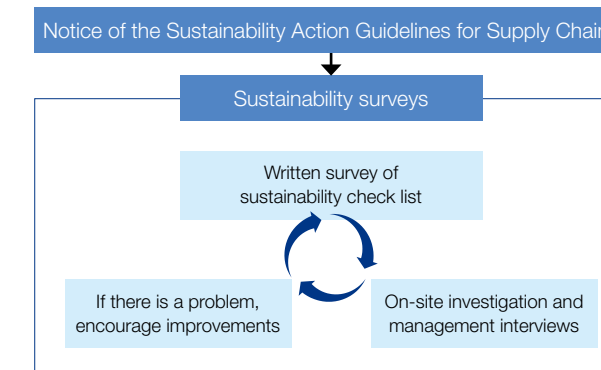 Notice of the Sustainability Action Guidelines for Supply Chain
Sustainability surveys
Written survey of
sustainability check list
If there is a problem,
encourage improvements
On-site investigation and
management interviews